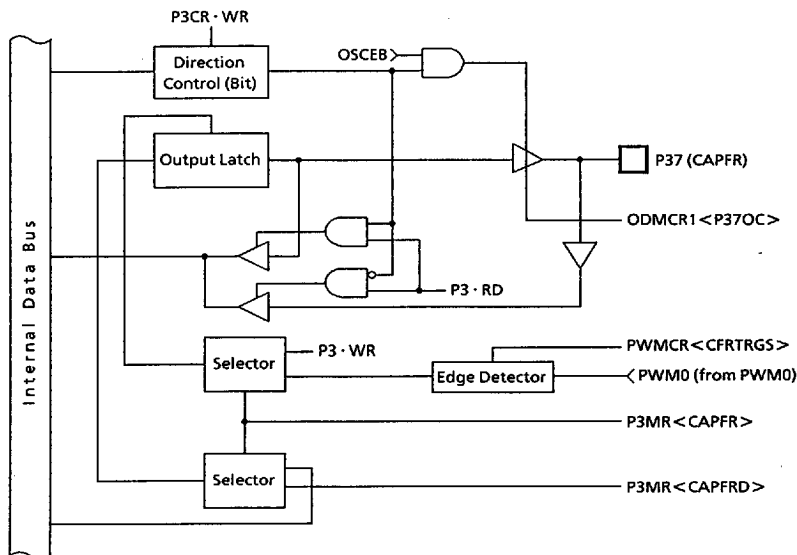 P3CR · WR
Direction
Control (Bit)
OSCEB
Output Latch
P37 (CAPFR)
ODMCR1<P37OC>
P3 · RD
Internal Data Bus
Selector
P3 · WR
PWMCR<CFRTRGS>
Edge Detector
PWM0 (from PWM0)
P3MR<CAPFR>
Selector
P3MR<CAPFRD>